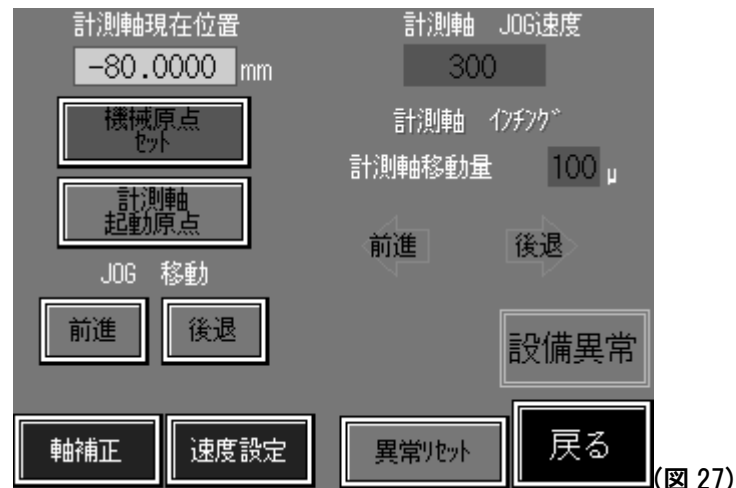 計測軸現在位置
-80.0000 mm
機械原点
ｾｯﾄ
計測軸
起動原点
JOG 移動
前進 後退
計測軸 JOG速度
300
計測軸 ｲﾝﾁﾝｸﾞ
計測軸移動量 100 μ
前進 後退
設備異常
軸補正 速度設定 異常ﾘｾｯﾄ 戻る
(図 27)